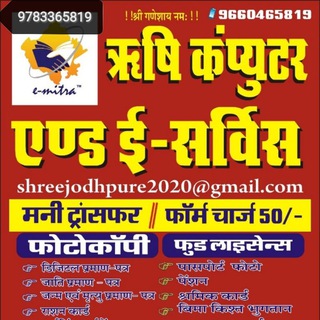 !!श्री गणेशाय नमः!!
9660465819
9783365819
ऋषि कंप्युटर
e-mitra
एण्ड ई-सर्विस
shreejodhpure2020@gmail.com
मनी ट्रांसफर // फॉर्म चार्ज 50/-
फोटोकॉपी
फुड लाइसेन्स
डिजिटल प्रमाण-पत्र
पासपोर्ट फोटो
जाति प्रमाण - पत्र
पेंशन
जन्म एवं मृत्यु प्रमाण- पत्र
श्रमिक कार्ड
राशन कार्ड
बिमा किश्त भुगतान